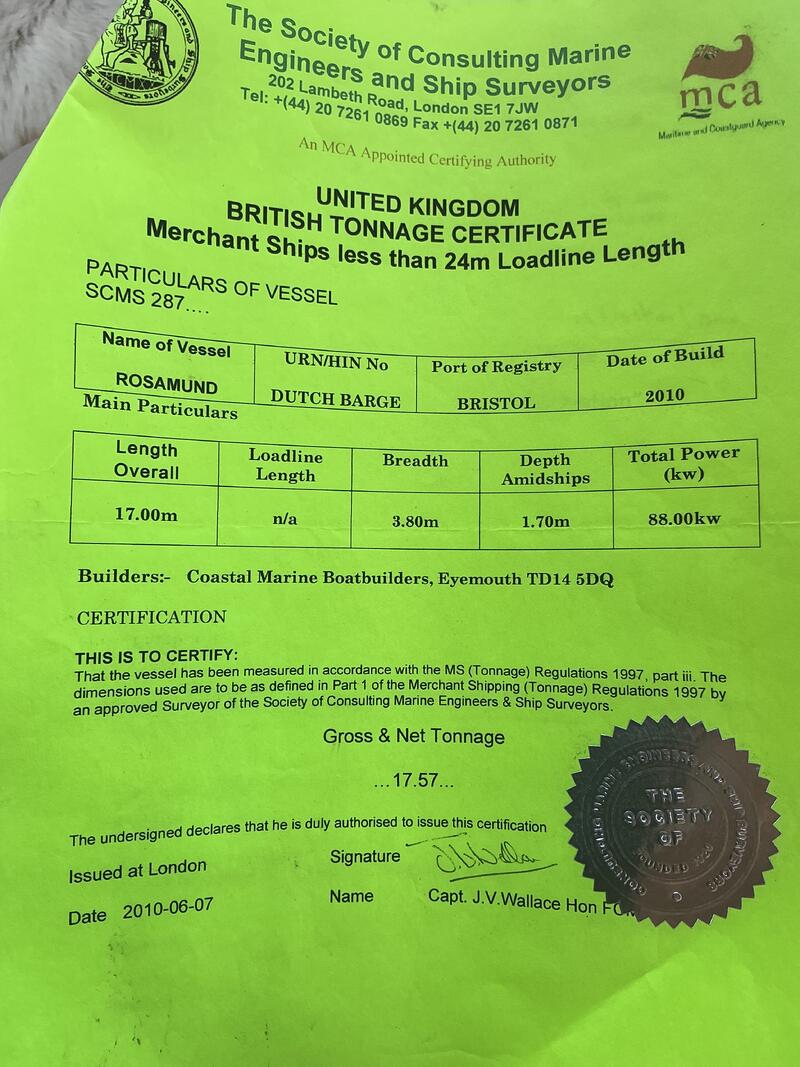 The Society of Consulting Marine
Engineers and Ship Surveyors
202 Lambeth Road, London SE1 7JW
Tel: +(44) 20 7261 0869 Fax +(44) 20 7261 0871
An MCA Appointed Certifying Authority
mca
Maritime and Coastguard Agency
UNITED KINGDOM
BRITISH TONNAGE CERTIFICATE
Merchant Ships less than 24m Loadline Length
PARTICULARS OF VESSEL
SCMS 287....
Name of Vessel URN/HIN No Port of Registry Date of Build
ROSAMUND DUTCH BARGE BRISTOL 2010
Main Particulars
Length Overall Loadline Length Breadth Depth Amidships Total Power (kw)
17.00m n/a 3.80m 1.70m 88.00kw
Builders:- Coastal Marine Boatbuilders, Eyemouth TD14 5DQ
CERTIFICATION
THIS IS TO CERTIFY:
That the vessel has been measured in accordance with the MS (Tonnage) Regulations 1997, part iii. The
dimensions used are to be as defined in Part 1 of the Merchant Shipping (Tonnage) Regulations 1997 by
an approved Surveyor of the Society of Consulting Marine Engineers & Ship Surveyors.
Gross & Net Tonnage
...17.57...
The undersigned declares that he is duly authorised to issue this certification
Issued at London
Signature
Date 2010-06-07
Name Capt. J.V.Wallace Hon
THE
SOCIETY
OF
CONSULTING MARINE ENGINEERS AND SHIP SURVEYORS
FOUNDED 1920